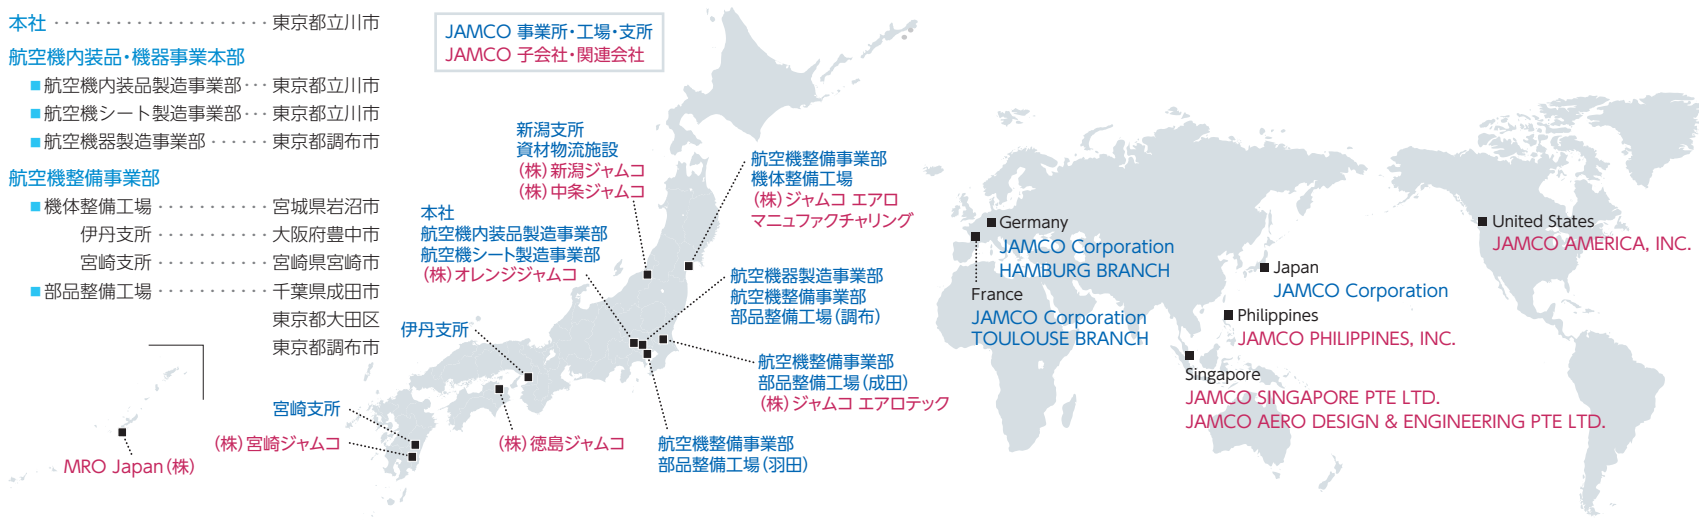 本社 ‥‥‥‥‥‥‥‥‥‥ 東京都立川市
航空機内装品・機器事業本部
■航空機内装品製造事業部‥‥ 東京都立川市
■航空機シート製造事業部‥‥ 東京都立川市
■航空機器製造事業部 ‥‥‥ 東京都調布市
航空機整備事業部
■機体整備工場 ‥‥‥‥‥ 宮城県岩沼市
伊丹支所 ‥‥‥‥‥ 大阪府豊中市
宮崎支所 ‥‥‥‥‥ 宮崎県宮崎市
■部品整備工場 ‥‥‥‥‥ 千葉県成田市
東京都大田区
東京都調布市
JAMCO 事業所・工場・支所
JAMCO 子会社・関連会社
新潟支所
資材物流施設
(株)新潟ジャムコ
(株)中条ジャムコ
航空機整備事業部
機体整備工場
(株)ジャムコ エアロ
マニュファクチャリング
本社
航空機内装品製造事業部
航空機シート製造事業部
(株)オレンジジャムコ
航空機器製造事業部
航空機整備事業部
部品整備工場(調布)
伊丹支所
航空機整備事業部
部品整備工場(成田)
(株)ジャムコ エアロテック
宮崎支所
(株)宮崎ジャムコ
(株)徳島ジャムコ
航空機整備事業部
部品整備工場(羽田)
MRO Japan(株)
Germany
JAMCO Corporation
HAMBURG BRANCH
France
JAMCO Corporation
TOULOUSE BRANCH
Japan
JAMCO Corporation
Philippines
JAMCO PHILIPPINES, INC.
Singapore
JAMCO SINGAPORE PTE LTD.
JAMCO AERO DESIGN & ENGINEERING PTE LTD.
United States
JAMCO AMERICA, INC.